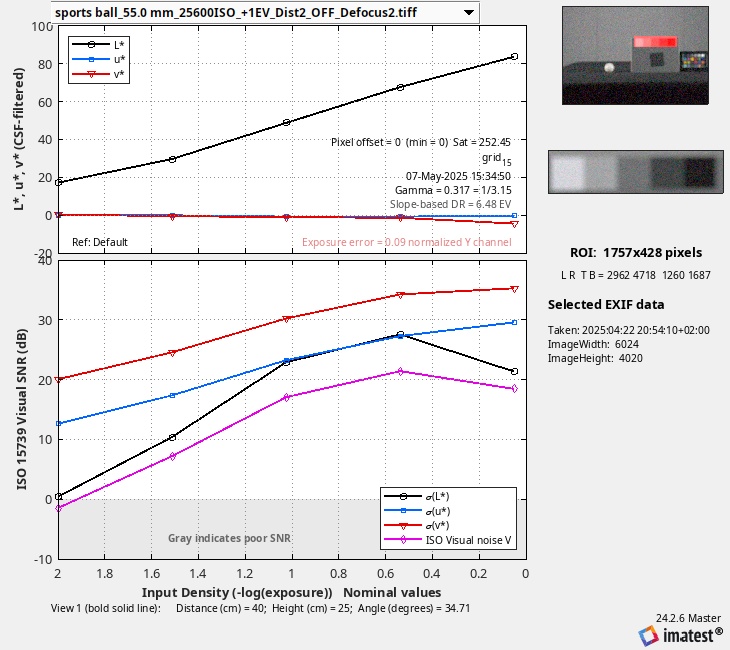 sports ball_55.0 mm_25600ISO_+1EV_Dist2_OFF_Defocus2.tiff
L*, u*, v* (CSF-filtered)
100
80
60
40
20
0
-20
L*
u*
v*
Pixel offset = 0 (min = 0) Sat = 252.45
grid15
07-May-2025 15:34:50
Gamma = 0.317 = 1/3.15
Slope-based DR = 6.48 EV
Ref: Default
Exposure error = 0.09 normalized Y channel
ISO 15739 Visual SNR (dB)
40
30
20
10
0
-10
Gray indicates poor SNR
σ(L*)
σ(u*)
σ(v*)
ISO Visual noise V
2 1.8 1.6 1.4 1.2 1 0.8 0.6 0.4 0.2 0
Input Density (-log(exposure)) Nominal values
View 1 (bold solid line): Distance (cm) = 40; Height (cm) = 25; Angle (degrees) = 34.71
ROI: 1757x428 pixels
L R T B = 2962 4718 1260 1687
Selected EXIF data
Taken: 2025:04:22 20:54:10+02:00
ImageWidth: 6024
ImageHeight: 4020
24.2.6 Master
imatest®